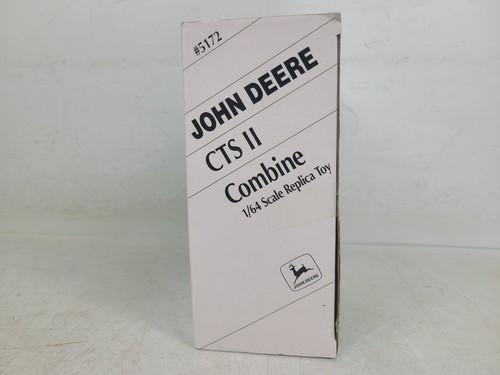 #5172
JOHN DEERE
CTS II
Combine
1/64 Scale Replica Toy
JOHN DEERE